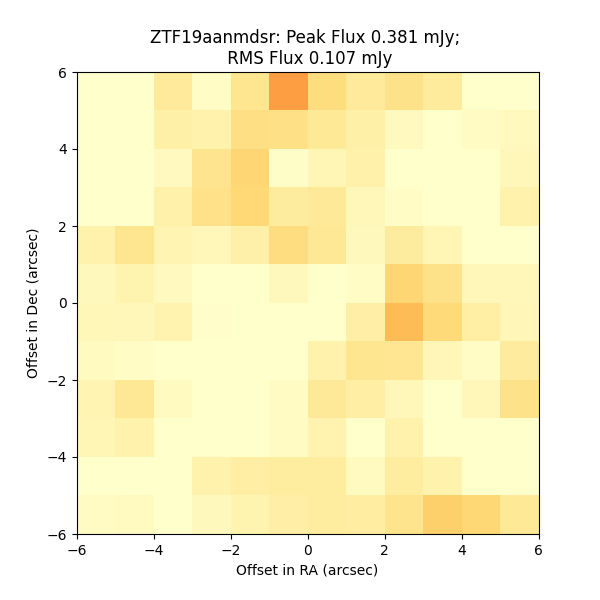 ZTF19aanmdsr: Peak Flux 0.381 mJy;
RMS Flux 0.107 mJy
6
4
2
0
−2
−4
−6
Offset in Dec (arcsec)
−6 −4 −2 0 2 4 6
Offset in RA (arcsec)